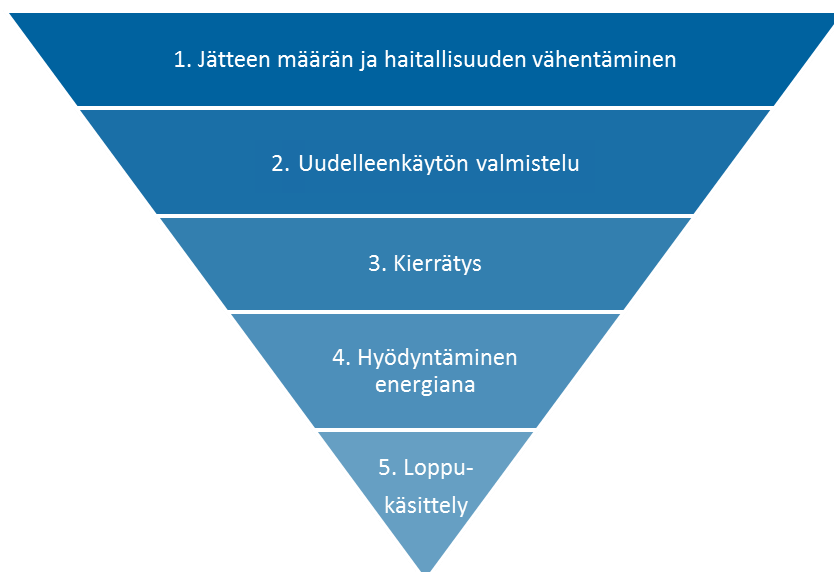 1. Jätteen määrän ja haitallisuuden vähentäminen
2. Uudelleenkäytön valmistelu
3. Kierrätys
4. Hyödyntäminen
energiana
5. Loppu-
käsittely